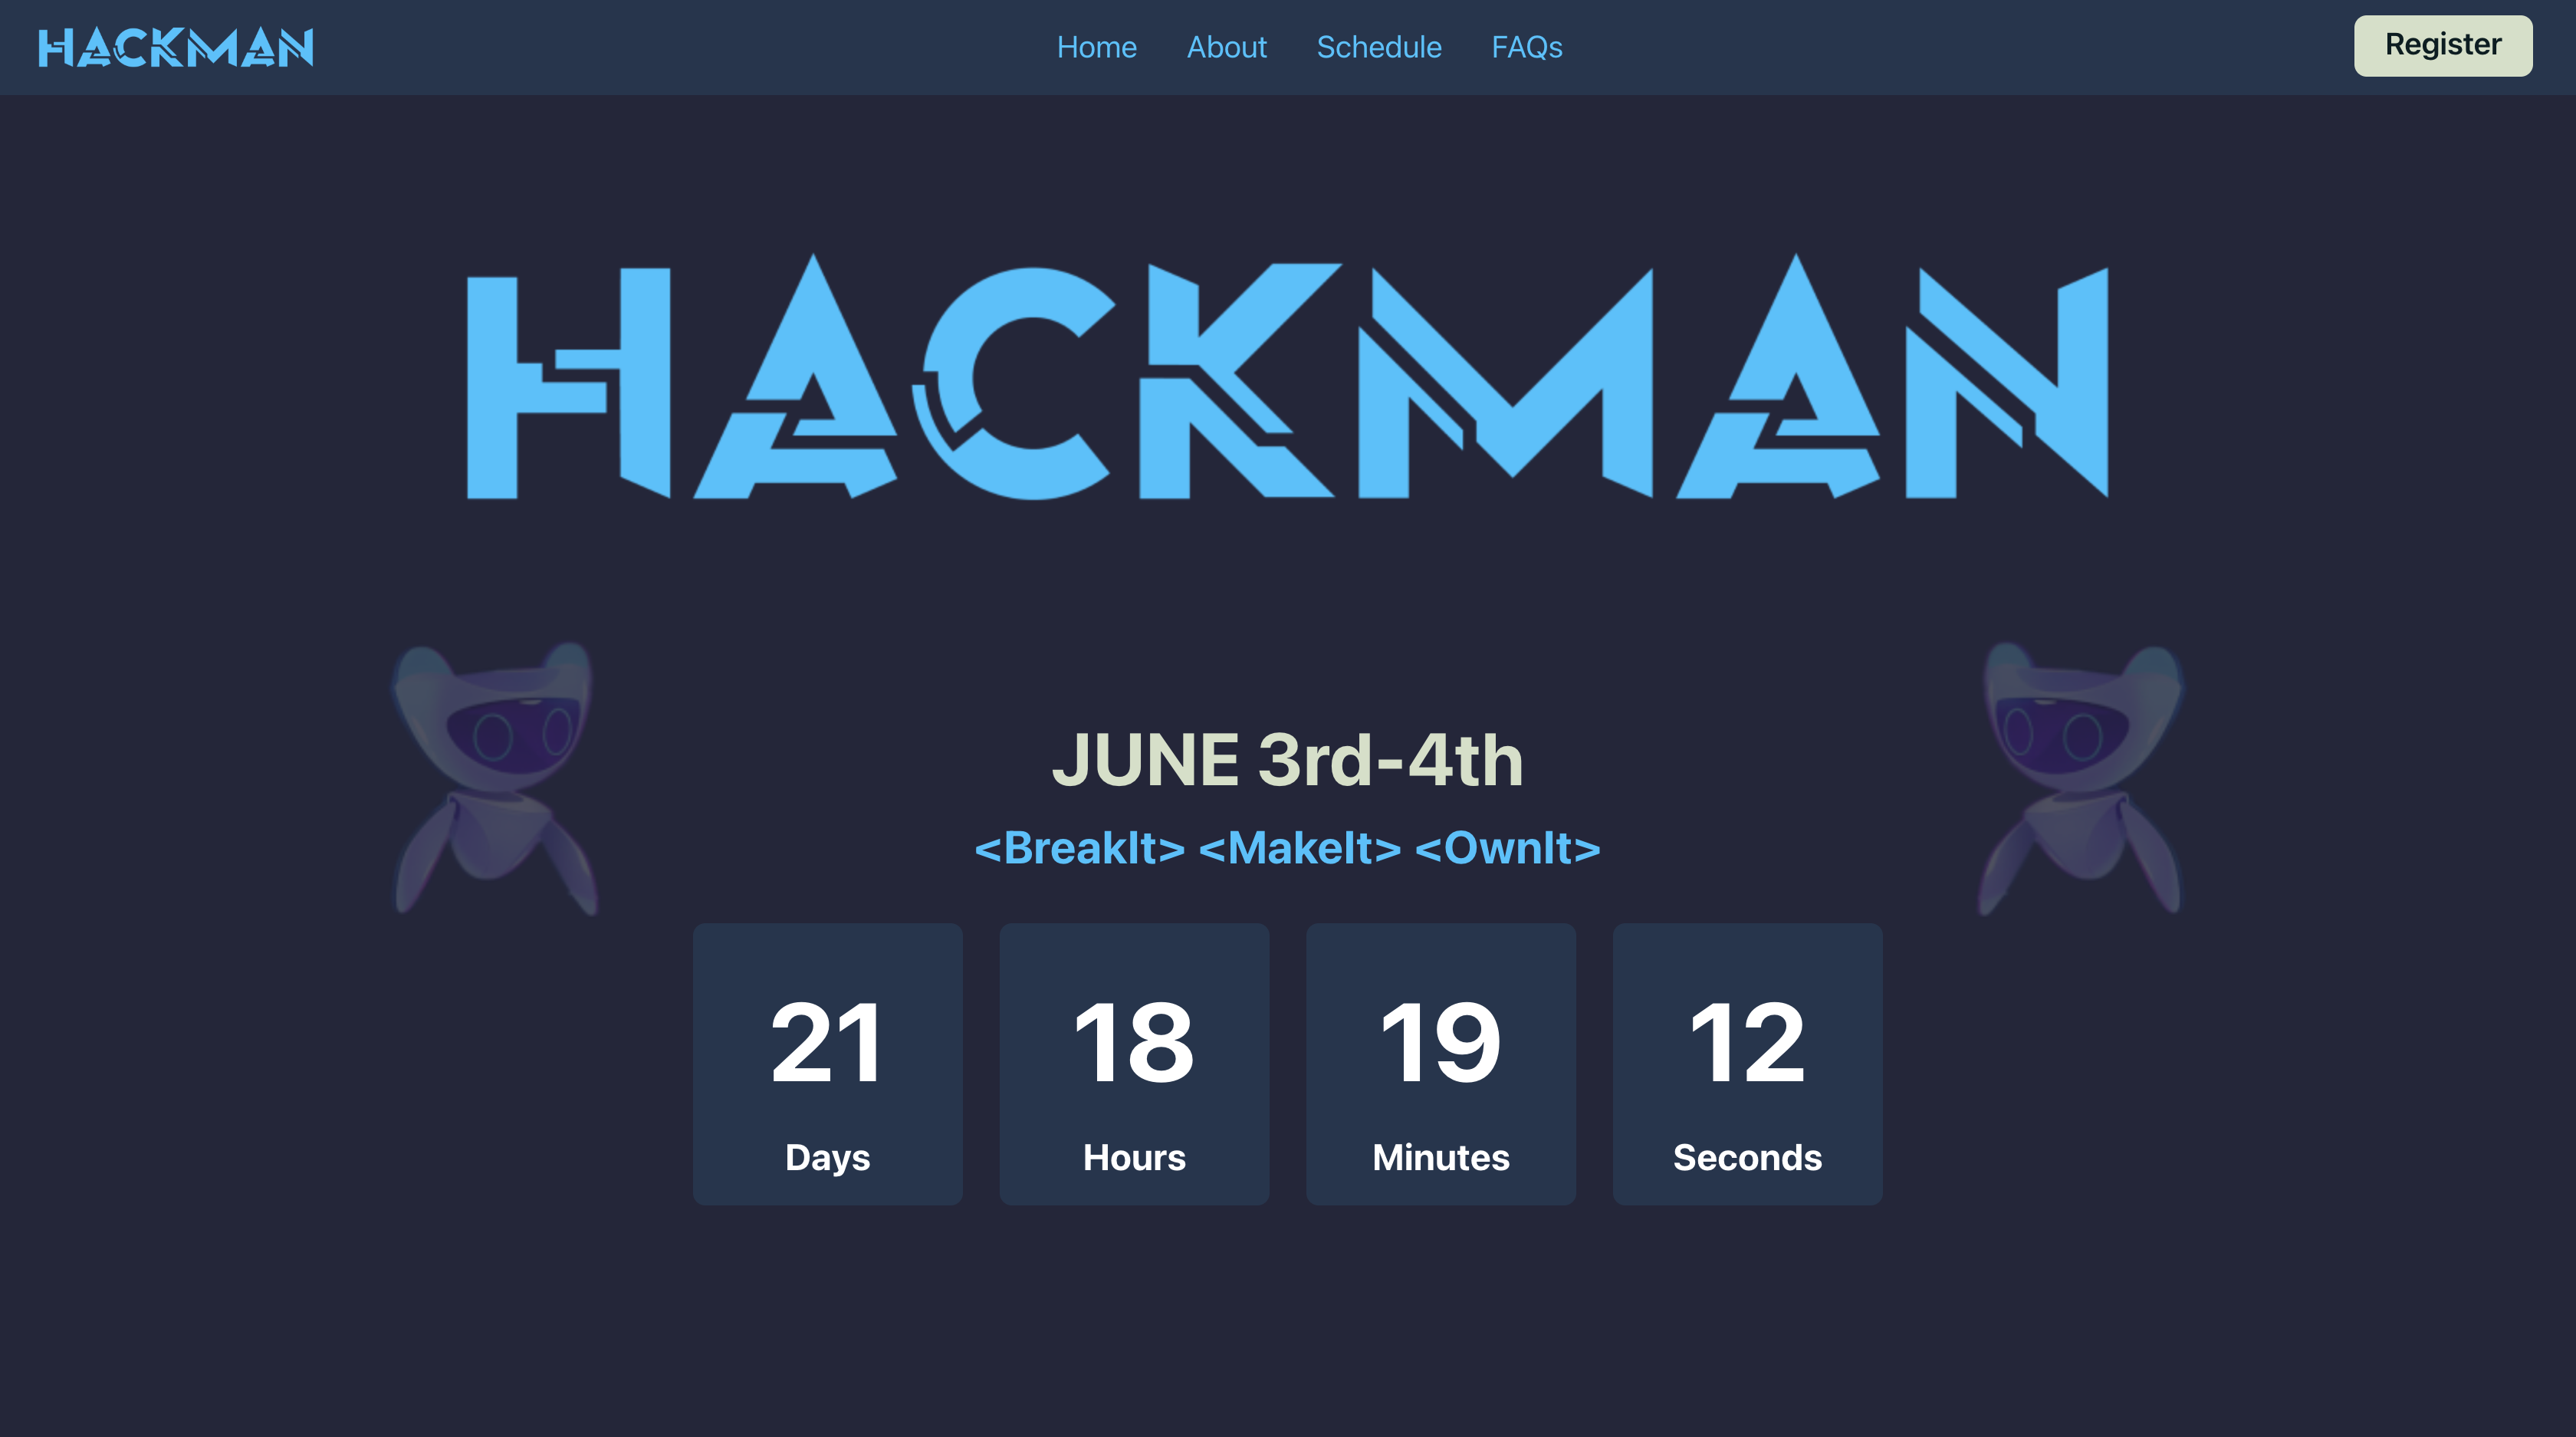 HACKMAN
Home About Schedule FAQs
Register
HACKMAN
JUNE 3rd-4th
<BreakIt> <MakeIt> <OwnIt>
21 18 19 12
Days Hours Minutes Seconds